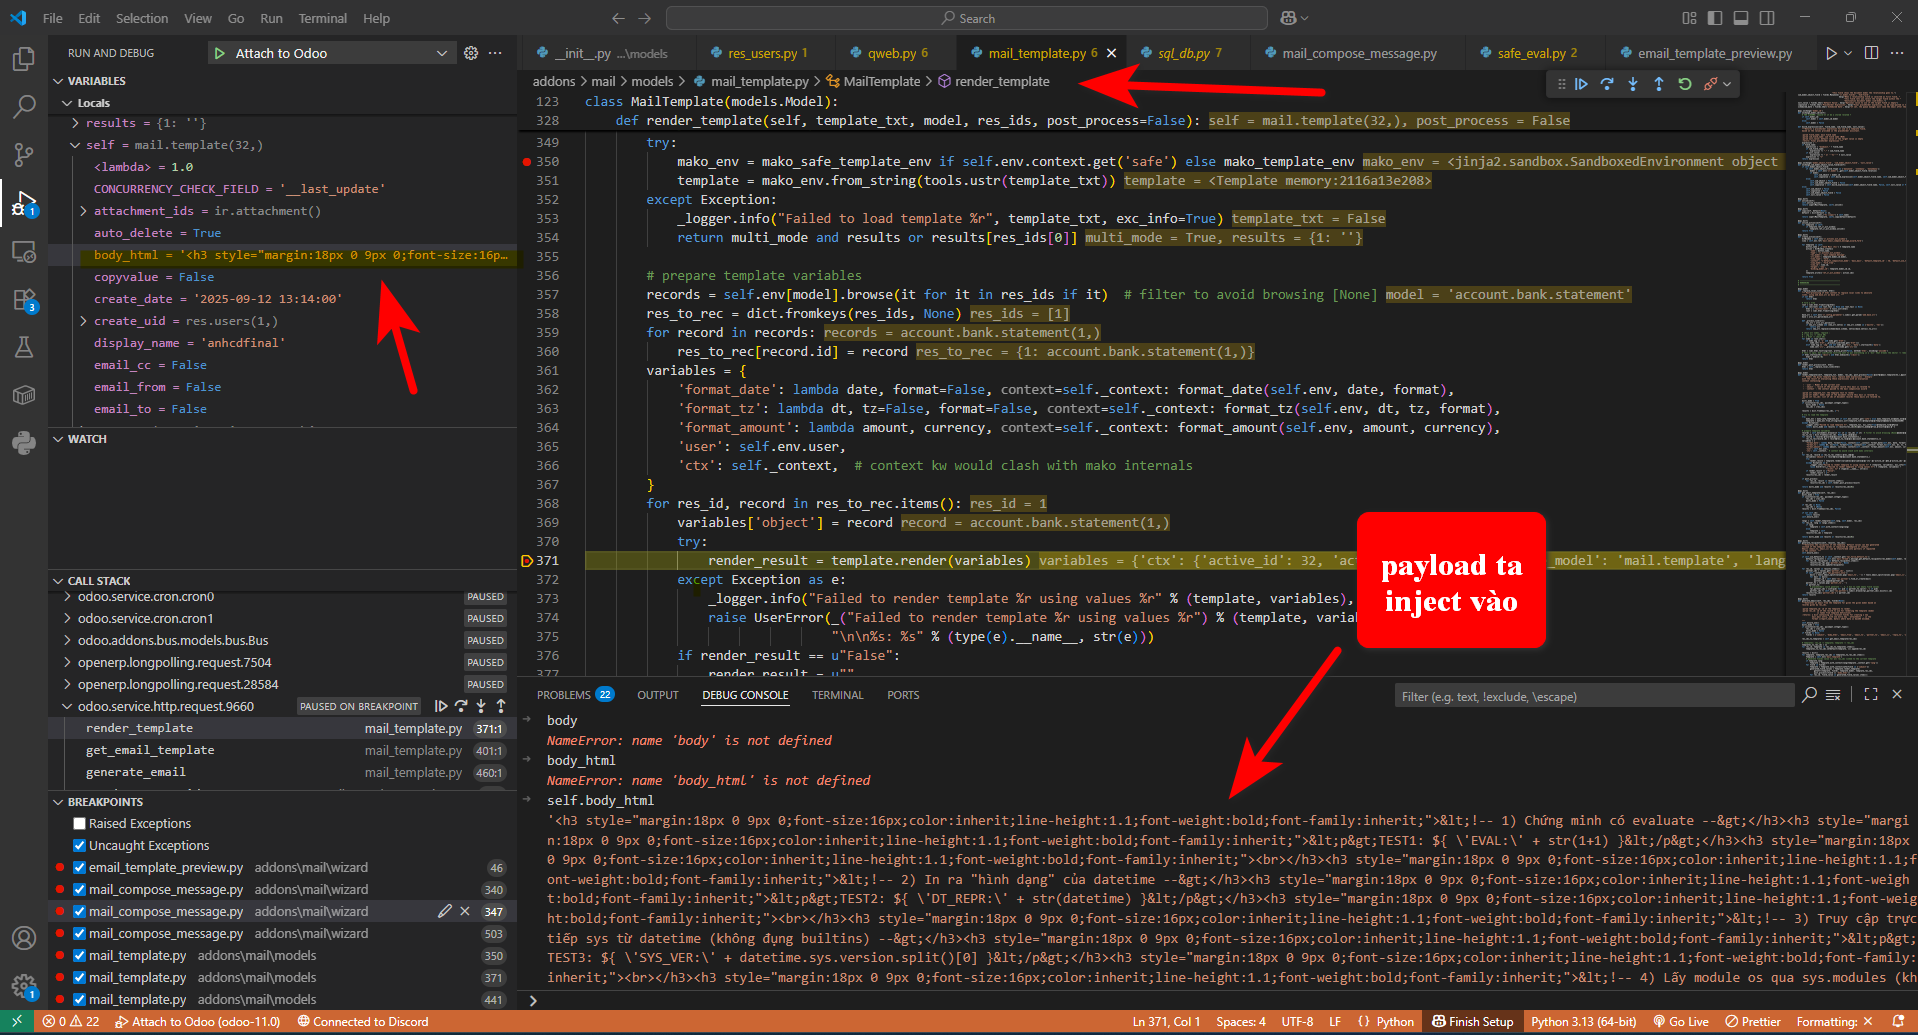 File Edit Selection View Go Run Terminal Help
Search
RUN AND DEBUG
Attach to Odoo
__init__.py ...\models
res_users.py 1
qweb.py 6
mail_template.py 6
sql_db.py 7
mail_compose_message.py
safe_eval.py 2
email_template_preview.py
addons > mail > models > mail_template.py > MailTemplate > render_template
VARIABLES
Locals
results = {1: ''}
self = mail.template(32,)
<lambda> = 1.0
CONCURRENCY_CHECK_FIELD = '__last_update'
attachment_ids = ir.attachment()
auto_delete = True
body_html = '<h3 style="margin:18px 0 9px 0;font-size:16p…
copyvalue = False
create_date = '2025-09-12 13:14:00'
create_uid = res.users(1,)
display_name = 'anhcdfinal'
email_cc = False
email_from = False
email_to = False
WATCH
CALL STACK
odoo.service.cron.cron0 PAUSED
odoo.service.cron.cron1 PAUSED
odoo.addons.bus.models.bus.Bus PAUSED
openerp.longpolling.request.7504 PAUSED
openerp.longpolling.request.28584 PAUSED
odoo.service.http.request.9660 PAUSED ON BREAKPOINT
render_template mail_template.py 371:1
get_email_template mail_template.py 401:1
generate_email mail_template.py 460:1
BREAKPOINTS
Raised Exceptions
Uncaught Exceptions
email_template_preview.py addons\mail\wizard 46
mail_compose_message.py addons\mail\wizard 340
mail_compose_message.py addons\mail\wizard 347
mail_compose_message.py addons\mail\wizard 503
mail_template.py addons\mail\models 350
mail_template.py addons\mail\models 371
mail_template.py addons\mail\models 441
123 class MailTemplate(models.Model):
328 def render_template(self, template_txt, model, res_ids, post_process=False): self = mail.template(32,), post_process = False
349 try:
350 mako_env = mako_safe_template_env if self.env.context.get('safe') else mako_template_env mako_env = <jinja2.sandbox.SandboxedEnvironment object
351 template = mako_env.from_string(tools.ustr(template_txt)) template = <Template memory:2116a13e208>
352 except Exception:
353 _logger.info("Failed to load template %r", template_txt, exc_info=True) template_txt = False
354 return multi_mode and results or results[res_ids[0]] multi_mode = True, results = {1: ''}
355
356 # prepare template variables
357 records = self.env[model].browse(it for it in res_ids if it)  # filter to avoid browsing [None] model = 'account.bank.statement'
358 res_to_rec = dict.fromkeys(res_ids, None) res_ids = [1]
359 for record in records: records = account.bank.statement(1,)
360 res_to_rec[record.id] = record res_to_rec = {1: account.bank.statement(1,)}
361 variables = {
362 'format_date': lambda date, format=False, context=self._context: format_date(self.env, date, format),
363 'format_tz': lambda dt, tz=False, format=False, context=self._context: format_tz(self.env, dt, tz, format),
364 'format_amount': lambda amount, currency, context=self._context: format_amount(self.env, amount, currency),
365 'user': self.env.user,
366 'ctx': self._context,  # context kw would clash with mako internals
367 }
368 for res_id, record in res_to_rec.items(): res_id = 1
369 variables['object'] = record record = account.bank.statement(1,)
370 try:
371 render_result = template.render(variables) variables = {'ctx': {'active_id': 32, 'ac _model': 'mail.template', 'lang
372 except Exception as e:
373 _logger.info("Failed to render template %r using values %r" % (template, variables),
374 raise UserError(_("Failed to render template %r using values %r") % (template, varia
375 "\n\n%s: %s" % (type(e).__name__, str(e)))
376 if render_result == u"False":
377 render_result = u""
payload ta
inject vào
PROBLEMS 22 OUTPUT DEBUG CONSOLE TERMINAL PORTS
Filter (e.g. text, !exclude, \escape)
body
NameError: name 'body' is not defined
body_html
NameError: name 'body_html' is not defined
self.body_html
'<h3 style="margin:18px 0 9px 0;font-size:16px;color:inherit;line-height:1.1;font-weight:bold;font-family:inherit;">&lt;!-- 1) Chứng minh có evaluate --&gt;</h3><h3 style="margi
n:18px 0 9px 0;font-size:16px;color:inherit;line-height:1.1;font-weight:bold;font-family:inherit;">&lt;p&gt;TEST1: ${ \'EVAL:\' + str(1+1) }&lt;/p&gt;</h3><h3 style="margin:18px
0 9px 0;font-size:16px;color:inherit;line-height:1.1;font-weight:bold;font-family:inherit;"><br></h3><h3 style="margin:18px 0 9px 0;font-size:16px;color:inherit;line-height:1.1;f
ont-weight:bold;font-family:inherit;">&lt;!-- 2) In ra "hình dạng" của datetime --&gt;</h3><h3 style="margin:18px 0 9px 0;font-size:16px;color:inherit;line-height:1.1;font-weigh
t:bold;font-family:inherit;">&lt;p&gt;TEST2: ${ \'DT_REPR:\' + str(datetime) }&lt;/p&gt;</h3><h3 style="margin:18px 0 9px 0;font-size:16px;color:inherit;line-height:1.1;font-weig
ht:bold;font-family:inherit;"><br></h3><h3 style="margin:18px 0 9px 0;font-size:16px;color:inherit;line-height:1.1;font-weight:bold;font-family:inherit;">&lt;!-- 3) Truy cập trực
tiếp sys từ datetime (không đụng builtins) --&gt;</h3><h3 style="margin:18px 0 9px 0;font-size:16px;color:inherit;line-height:1.1;font-weight:bold;font-family:inherit;">&lt;p&gt;
TEST3: ${ \'SYS_VER:\' + datetime.sys.version.split()[0] }&lt;/p&gt;</h3><h3 style="margin:18px 0 9px 0;font-size:16px;color:inherit;line-height:1.1;font-weight:bold;font-family:
inherit;"><br></h3><h3 style="margin:18px 0 9px 0;font-size:16px;color:inherit;line-height:1.1;font-weight:bold;font-family:inherit;">&lt;!-- 4) Lấy module os qua sys.modules (kh
0 22 Attach to Odoo (odoo-11.0) Connected to Discord
Ln 371, Col 1 Spaces: 4 UTF-8 LF {} Python Finish Setup Python 3.13 (64-bit) Go Live Prettier Formatting: ×